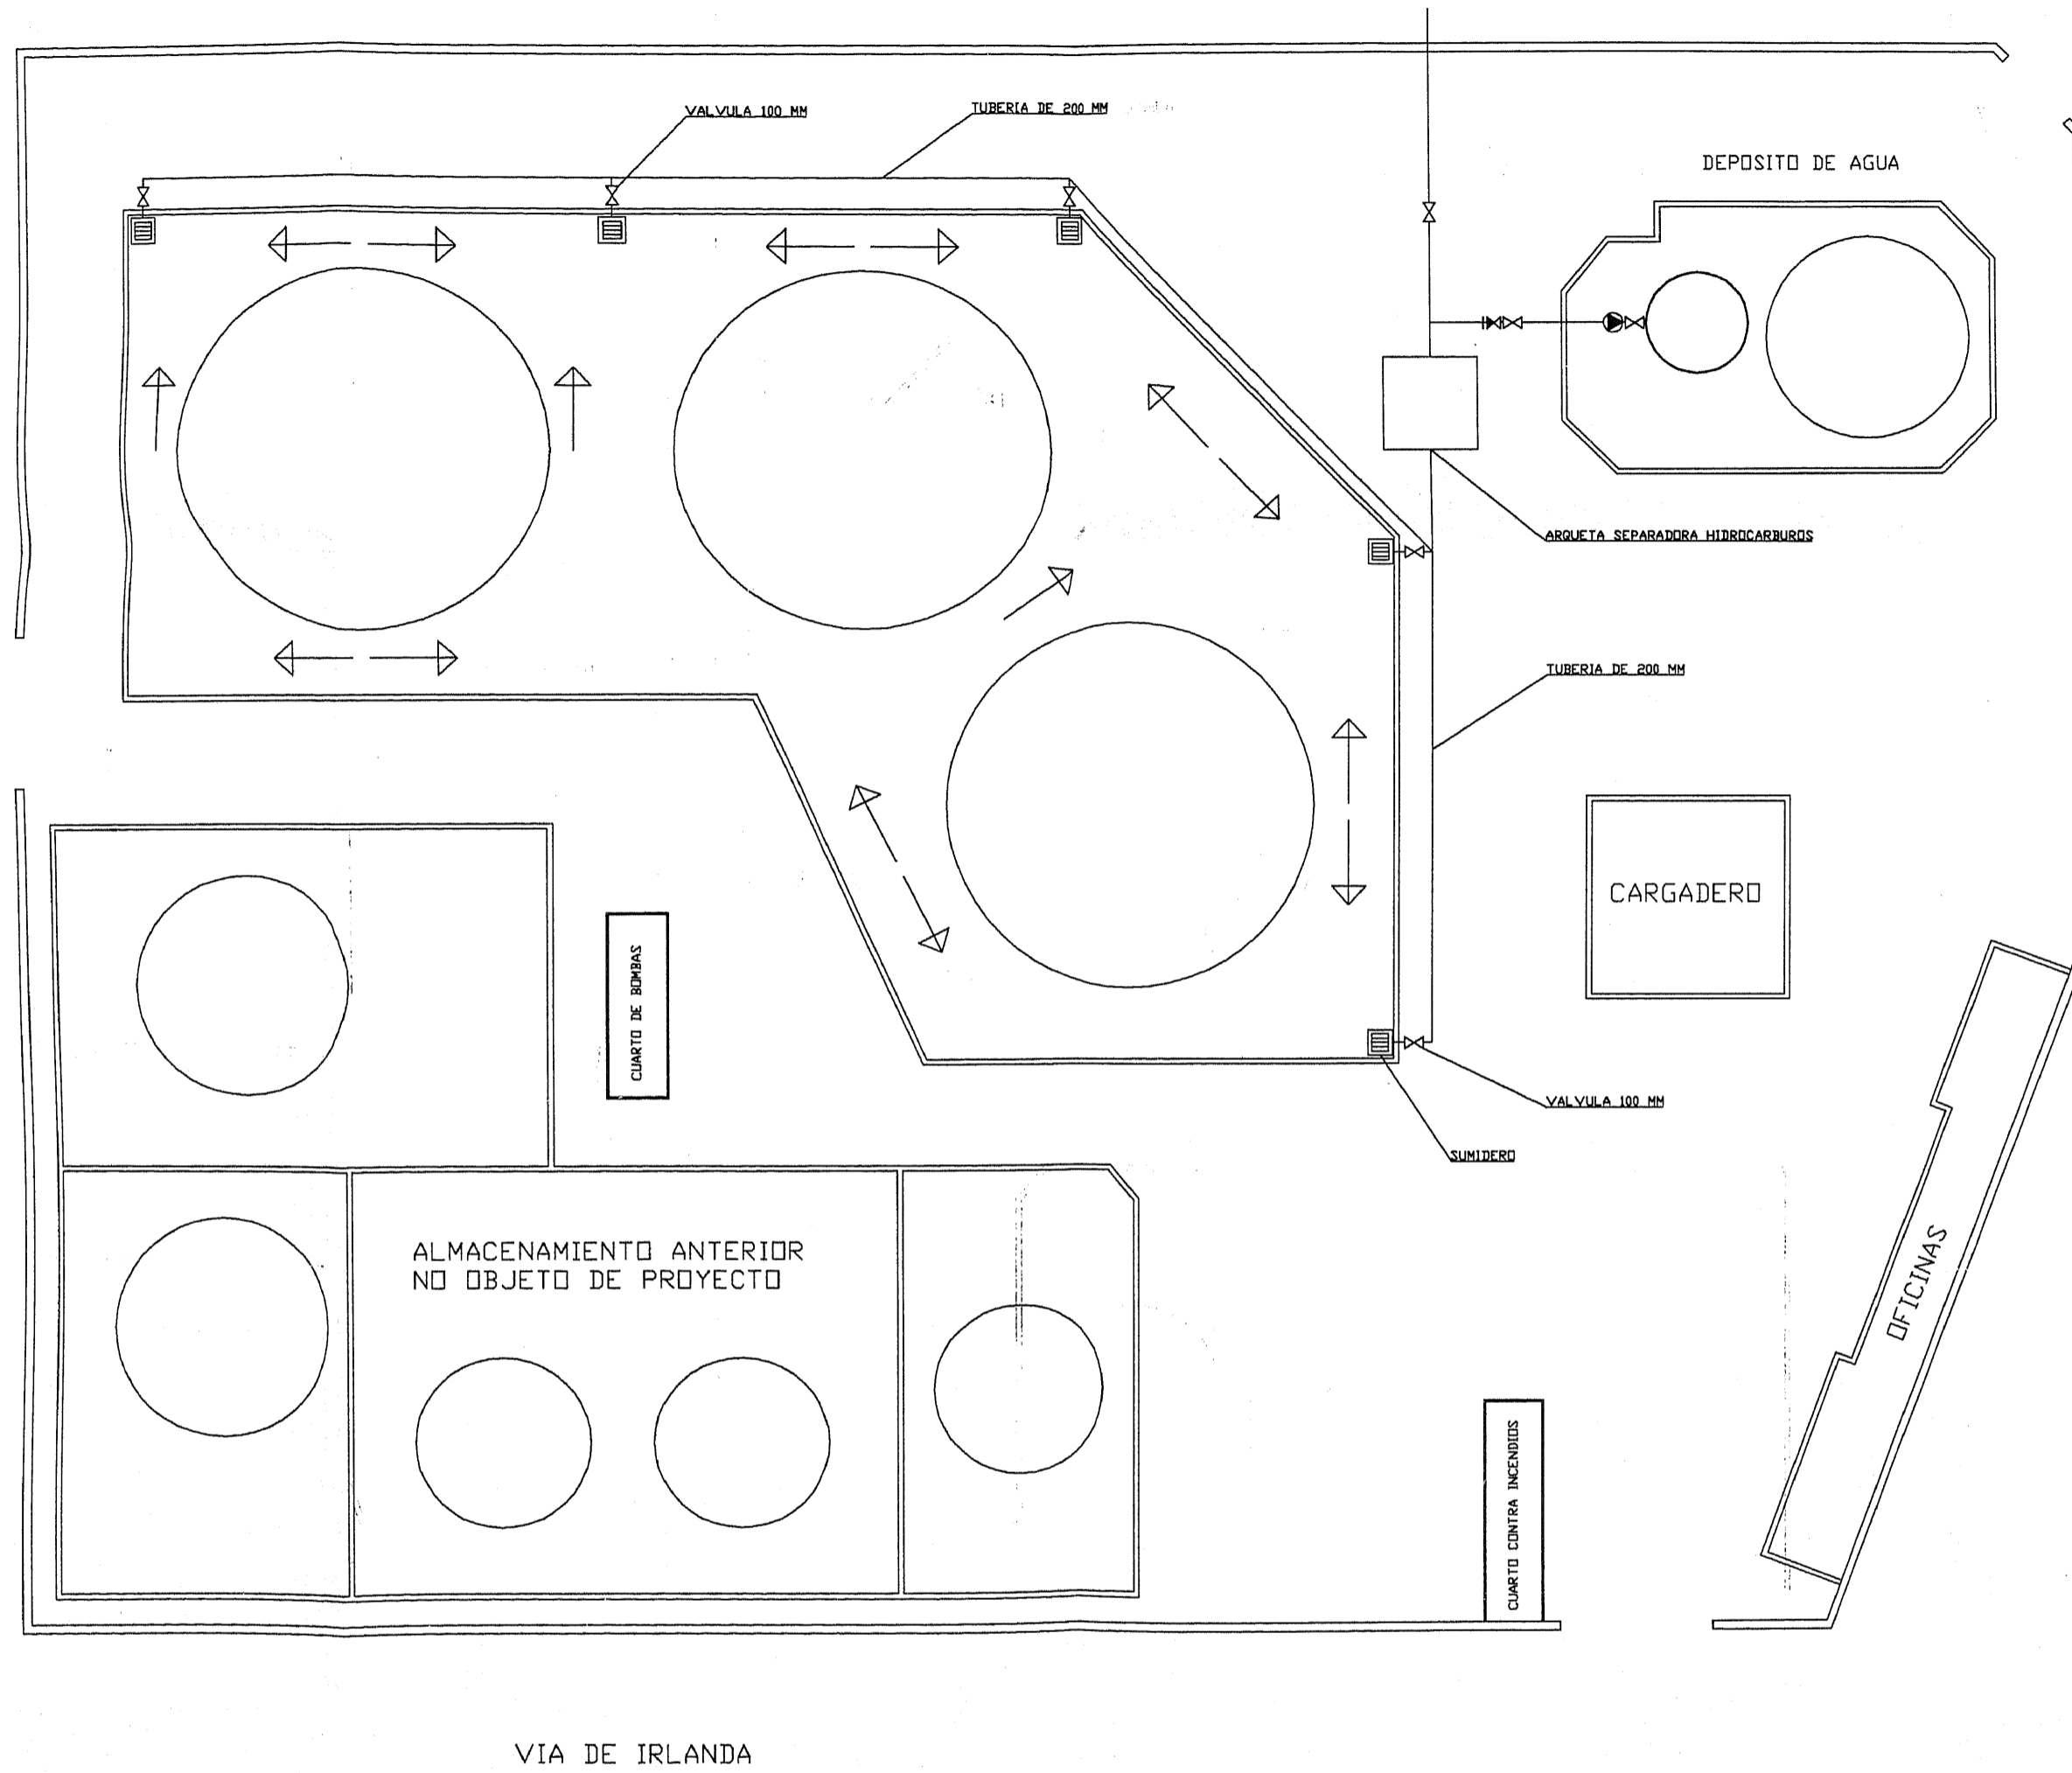 VALVULA 100 MM
TUBERIA DE 200 MM
DEPOSITO DE AGUA
ARQUETA SEPARADORA HIDROCARBUROS
TUBERIA DE 200 MM
CARGADERO
CUARTO DE BOMBAS
VALVULA 100 MM
SUMIDERO
ALMACENAMIENTO ANTERIOR
NO OBJETO DE PROYECTO
OFICINAS
CUARTO CONTRA INCENDIOS
VIA DE IRLANDA